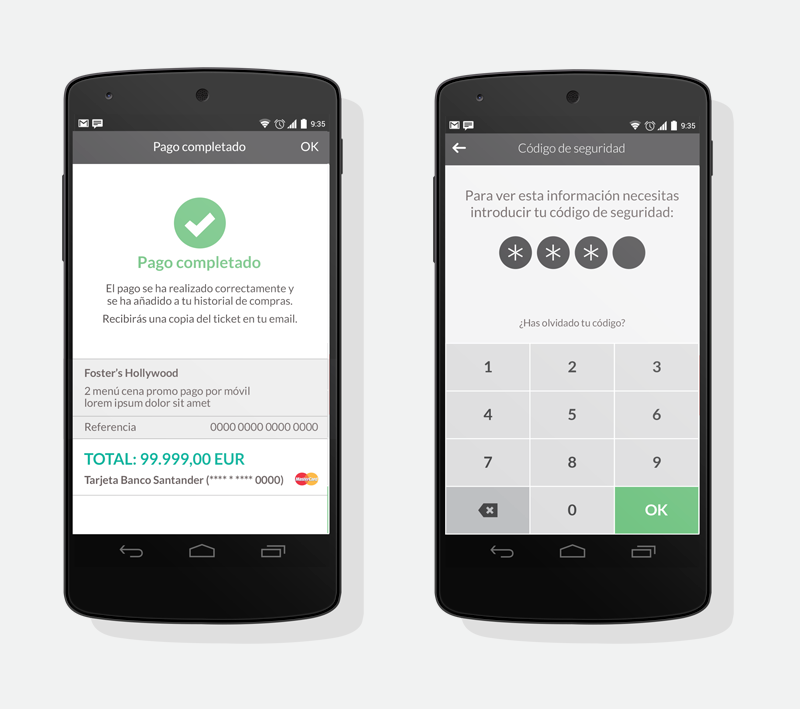 9:35
Pago completado OK
Pago completado
El pago se ha realizado correctamente y
se ha añadido a tu historial de compras.
Recibirás una copia del ticket en tu email.
Foster's Hollywood
2 menú cena promo pago por móvil
lorem ipsum dolor sit amet
Referencia 0000 0000 0000 0000
TOTAL: 99.999,00 EUR
Tarjeta Banco Santander (**** * **** 0000) MasterCard
9:35
Código de seguridad
Para ver esta información necesitas
introducir tu código de seguridad:
* * *
¿Has olvidado tu código?
1 2 3
4 5 6
7 8 9
0 OK